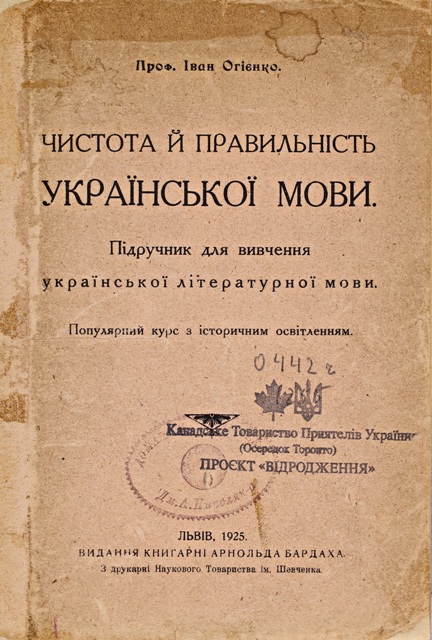 Проф. Іван Огієнко.
ЧИСТОТА Й ПРАВИЛЬНІСТЬ
УКРАЇНСЬКОЇ МОВИ.
Підручник для вивчення
української літературної мови.
Популярний курс з історичним освітленням.
0442 г
Канадське Товариство Приятелів України
(Осередок Торонто)
ПРОЄКТ «ВІДРОДЖЕННЯ»
ЛЬВІВ, 1925.
ВИДАННЯ КНИГАРНІ АРНОЛЬДА БАРДАХА.
З друкарні Наукового Товариства ім. Шевченка.